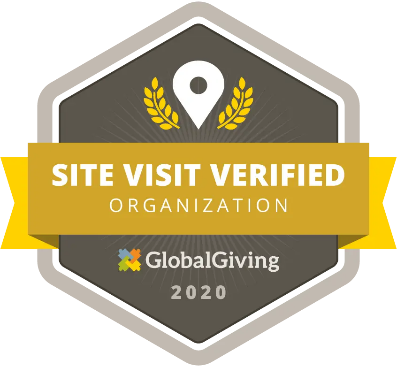 SITE VISIT VERIFIED
ORGANIZATION
GlobalGiving
2020